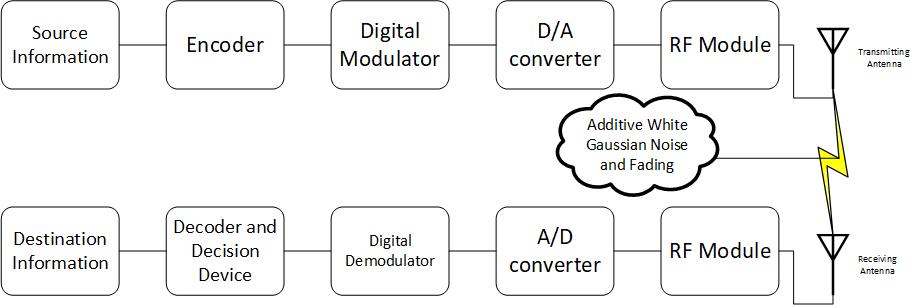 Source
Information
Encoder
Digital
Modulator
D/A
converter
RF Module
Transmitting
Antenna
Additive White
Gaussian Noise
and Fading
Destination
Information
Decoder and
Decision
Device
Digital
Demodulator
A/D
converter
RF Module
Receiving
Antenna